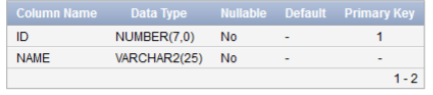 Column Name Data Type Nullable Default Primary Key
ID NUMBER(7,0) No - 1
NAME VARCHAR2(25) No - -
1 - 2